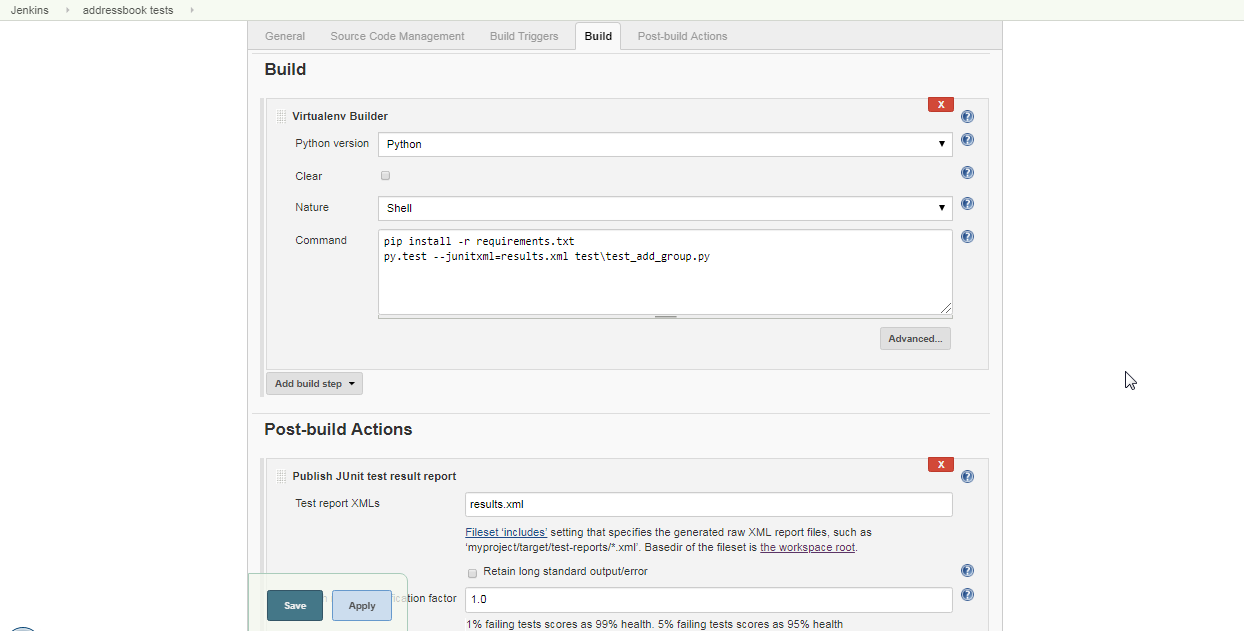 Jenkins addressbook tests
General Source Code Management Build Triggers Build Post-build Actions
Build
X
Virtualenv Builder
Python version Python
Clear
Nature Shell
Command
pip install -r requirements.txt
py.test --junitxml=results.xml test\test_add_group.py
Advanced...
Add build step
Post-build Actions
X
Publish JUnit test result report
Test report XMLs results.xml
Fileset 'includes' setting that specifies the generated raw XML report files, such as
'myproject/target/test-reports/*.xml'. Basedir of the fileset is the workspace root.
Retain long standard output/error
factor 1.0
Save Apply
1% failing tests scores as 99% health. 5% failing tests scores as 95% health